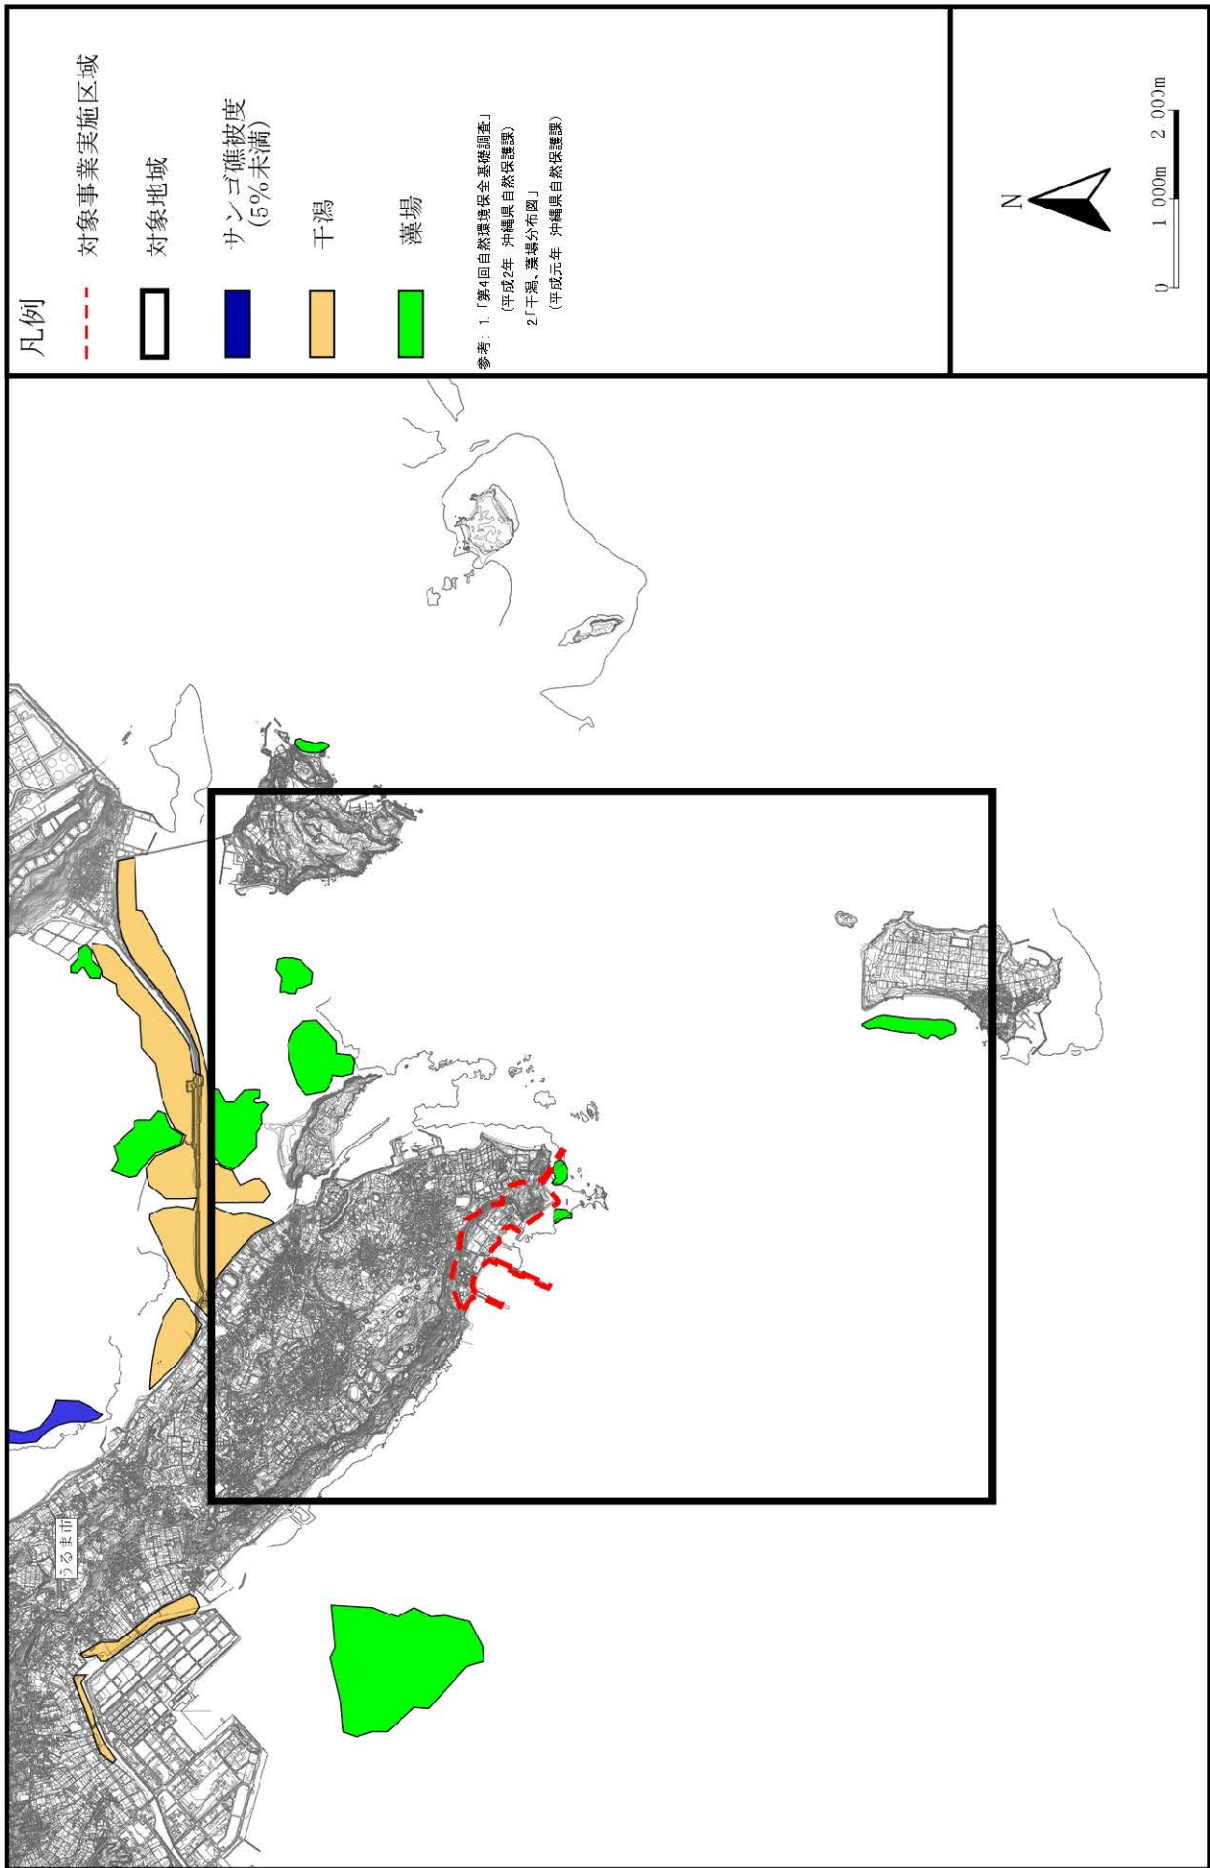 凡例
対象事業実施区域
対象地域
サンゴ礁被度
(5%未満)
干潟
藻場
参考: 1.「第4回自然環境保全基礎調査」
(平成2年 沖縄県自然保護課)
2「干潟、藻場分布図」
(平成元年 沖縄県自然保護課)
N
0 1 000m 2 000m
うるま市